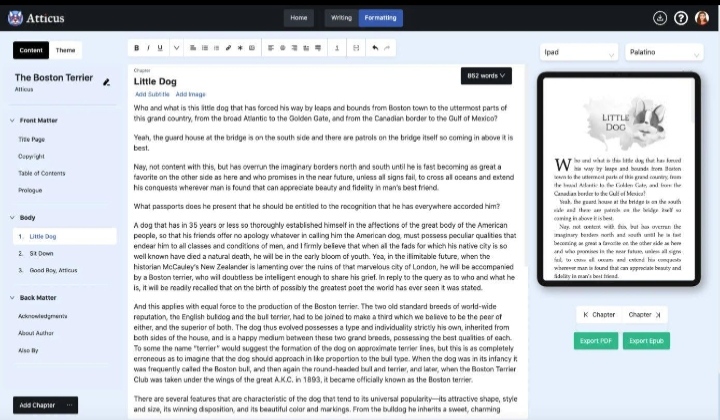 Atticus
Home
Writing
Formatting
Content
Theme
B I U
Ipad
Palatino
The Boston Terrier
Atticus
Front Matter
Title Page
Copyright
Table of Contents
Prologue
Body
1. Little Dog
2. Sit Down
3. Good Boy, Atticus
Back Matter
Acknowledgments
About Author
Also By
Add Chapter
Chapter
Little Dog
862 words
Add Subtitle Add Image
Who and what is this little dog that has forced his way by leaps and bounds from Boston town to the uttermost parts of
this grand country, from the broad Atlantic to the Golden Gate, and from the Canadian border to the Gulf of Mexico?
Yeah, the guard house at the bridge is on the south side and there are patrols on the bridge itself so coming in above it is
best.
Nay, not content with this, but has overrun the imaginary borders north and south until he is fast becoming as great a
favorite on the other side as here and who promises in the near future, unless all signs fail, to cross all oceans and extend
his conquests wherever man is found that can appreciate beauty and fidelity in man's best friend.
What passports does he present that he should be entitled to the recognition that he has everywhere accorded him?
A dog that has in 35 years or less so thoroughly established himself in the affections of the great body of the American
people, so that his friends offer no apology whatever in calling him the American dog, must possess peculiar qualities that
endear him to all classes and conditions of men, and I firmly believe that when all the fads for which his native city is so
well known have died a natural death, he will be in the early bloom of youth. Yea, in the illimitable future, when the
historian McCauley's New Zealander is lamenting over the ruins of that marvelous city of London, he will be accompanied
by a Boston terrier, who will doubtless be intelligent enough to share his grief. In reply to the query as to who and what he
is, it will be readily recalled that on the birth of possibly the greatest poet the world has ever seen it was stated.
And this applies with equal force to the production of the Boston terrier. The two old standard breeds of world-wide
reputation, the English bulldog and the bull terrier, had to be joined to make a third which we believe to be the peer of
either, and the superior of both. The dog thus evolved possesses a type and individuality strictly his own, inherited from
both sides of the house, and is a happy medium between these two grand breeds, possessing the best qualities of each.
To some the name "terrier" would suggest the formation of the dog on approximate terrier lines, but this is as completely
erroneous as to imagine that the dog should approach in like proportion to the bull type. When the dog was in its infancy it
was frequently called the Boston bull, and then again the round-headed bull and terrier, and later, when the Boston Terrier
Club was taken under the wings of the great A.K.C. in 1893, it became officially known as the Boston terrier.
There are several features that are characteristic of the dog that tend to its universal popularity—its attractive shape, style
and size, its winning disposition, and its beautiful color and markings. From the bulldog he inherits a sweet, charming
LITTLE
DOG
Who and what is this little dog that has forced
his way by leaps and bounds from Boston
town to the uttermost parts of this grand country, from
the broad Atlantic to the Golden Gate, and from the
Canadian border to the Gulf of Mexico?
Yeah, the guard house at the bridge is on the south
side and there are patrols on the bridge itself so
coming in above it is best.
Nay, not content with this, but has overrun the
imaginary borders north and south until he is fast
becoming as great a favorite on the other side as here
and who promises in the near future, unless all signs
fail, to cross all oceans and extend his conquests
wherever man is found that can appreciate beauty and
fidelity in man's best friend.
Chapter
Chapter
Export PDF
Export Epub